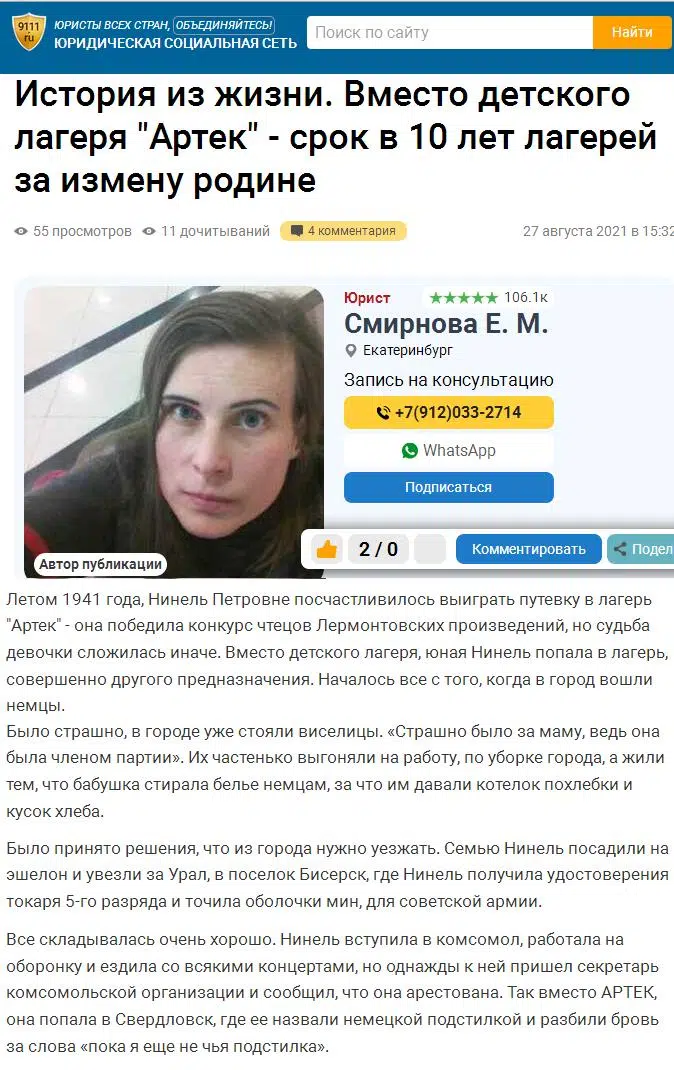 9111
ru
ЮРИСТЫ ВСЕХ СТРАН, ОБЪЕДИНЯЙТЕСЬ!
ЮРИДИЧЕСКАЯ СОЦИАЛЬНАЯ СЕТЬ
Поиск по сайту
Найти
История из жизни. Вместо детского
лагеря "Артек" - срок в 10 лет лагерей
за измену родине
55 просмотров 11 дочитываний 4 комментария 27 августа 2021 в 15:32
Юрист ★★★★★ 106.1к
Смирнова Е. М.
Екатеринбург
Запись на консультацию
+7(912)033-2714
WhatsApp
Подписаться
Автор публикации
2 / 0 Комментировать Подел
Летом 1941 года, Нинель Петровне посчастливилось выиграть путевку в лагерь
"Артек" - она победила конкурс чтецов Лермонтовских произведений, но судьба
девочки сложилась иначе. Вместо детского лагеря, юная Нинель попала в лагерь,
совершенно другого предназначения. Началось все с того, когда в город вошли
немцы.
Было страшно, в городе уже стояли виселицы. «Страшно было за маму, ведь она
была членом партии». Их частенько выгоняли на работу, по уборке города, а жили
тем, что бабушка стирала белье немцам, за что им давали котелок похлебки и
кусок хлеба.
Было принято решения, что из города нужно уезжать. Семью Нинель посадили на
эшелон и увезли за Урал, в поселок Бисерск, где Нинель получила удостоверения
токаря 5-го разряда и точила оболочки мин, для советской армии.
Все складывалась очень хорошо. Нинель вступила в комсомол, работала на
оборонку и ездила со всякими концертами, но однажды к ней пришел секретарь
комсомольской организации и сообщил, что она арестована. Так вместо АРТЕК,
она попала в Свердловск, где ее назвали немецкой подстилкой и разбили бровь
за слова «пока я еще не чья подстилка».